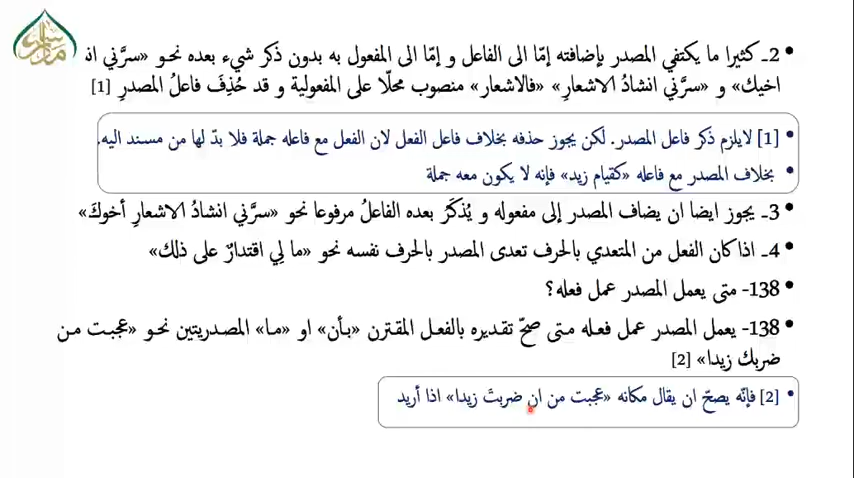 2ـ كثيرا ما يكتفي المصدر بإضافته إمّا الى الفاعل و إمّا الى المفعول به بدون ذكر شيء بعده نحو «سرَّني انـ
اخيك» و «سرَّني انشادُ الاشعارِ» «فالاشعار» منصوب محلّا على المفعولية و قد حُذِفَ فاعلُ المصدرِ [1]
[1] لايلزم ذكر فاعل المصدر. لكن يجوز حذفه بخلاف فاعل الفعل لان الفعل مع فاعله جملة فلا بدّ لها من مسند اليه.
بخلاف المصدر مع فاعله «كقيام زيد» فإنه لا يكون معه جملة
3ـ يجوز ايضا ان يضاف المصدر إلى مفعوله و يُذكَرَ بعده الفاعلُ مرفوعا نحو «سرَّني انشادُ الاشعارِ أخوكَ»
4ـ اذا كان الفعل من المتعدي بالحرف تعدى المصدر بالحرف نفسه نحو «ما لِي اقتدارٌ على ذلك»
138- متى يعمل المصدر عمل فعله؟
138- يعمل المصدر عمل فعله متى صحّ تقديره بالفعل المقترن «بأن» او «ما» المصدريتين نحو «عجبت من
ضربك زيدا» [2]
[2] فإنّه يصحّ ان يقال مكانه «عجبت من ان ضربتَ زيدا» اذا أريد